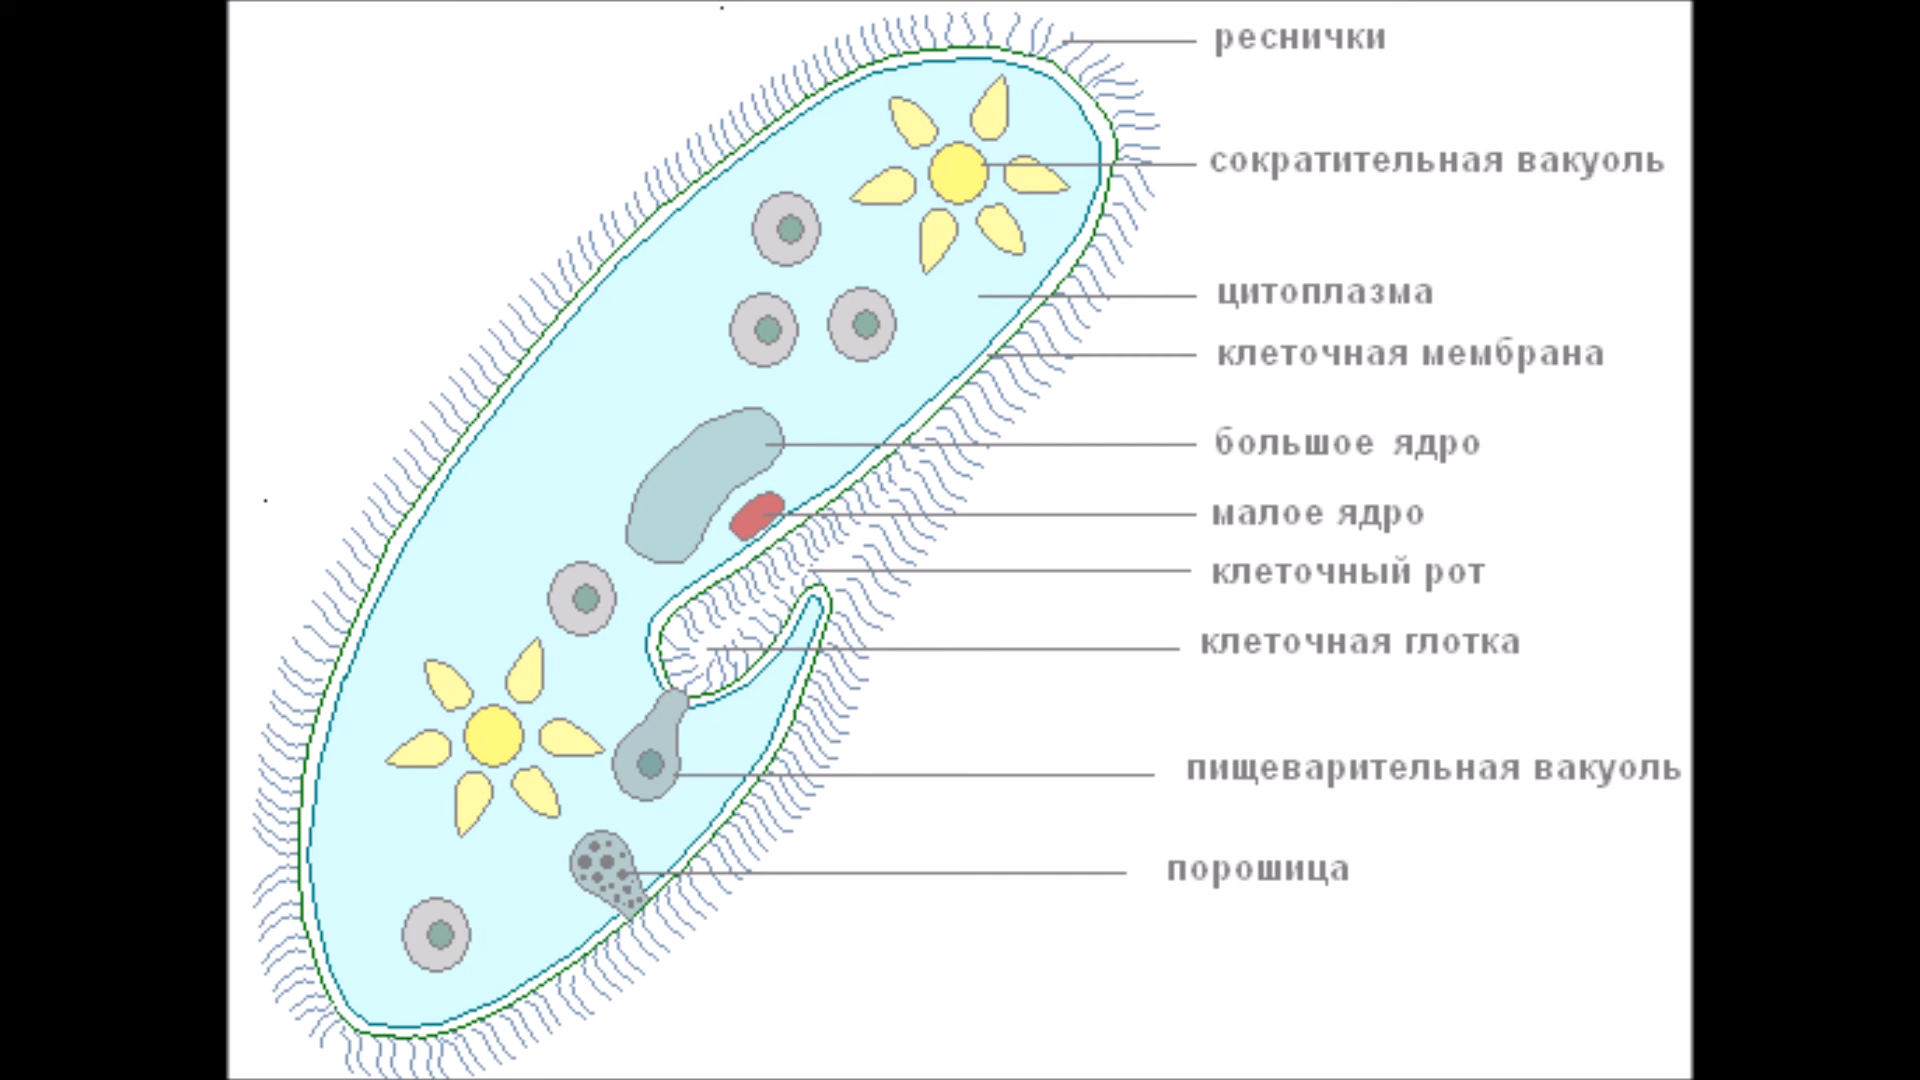 реснички
сократительная вакуоль
цитоплазма
клеточная мембрана
большое ядро
малое ядро
клеточный рот
клеточная глотка
пищеварительная вакуоль
порошица